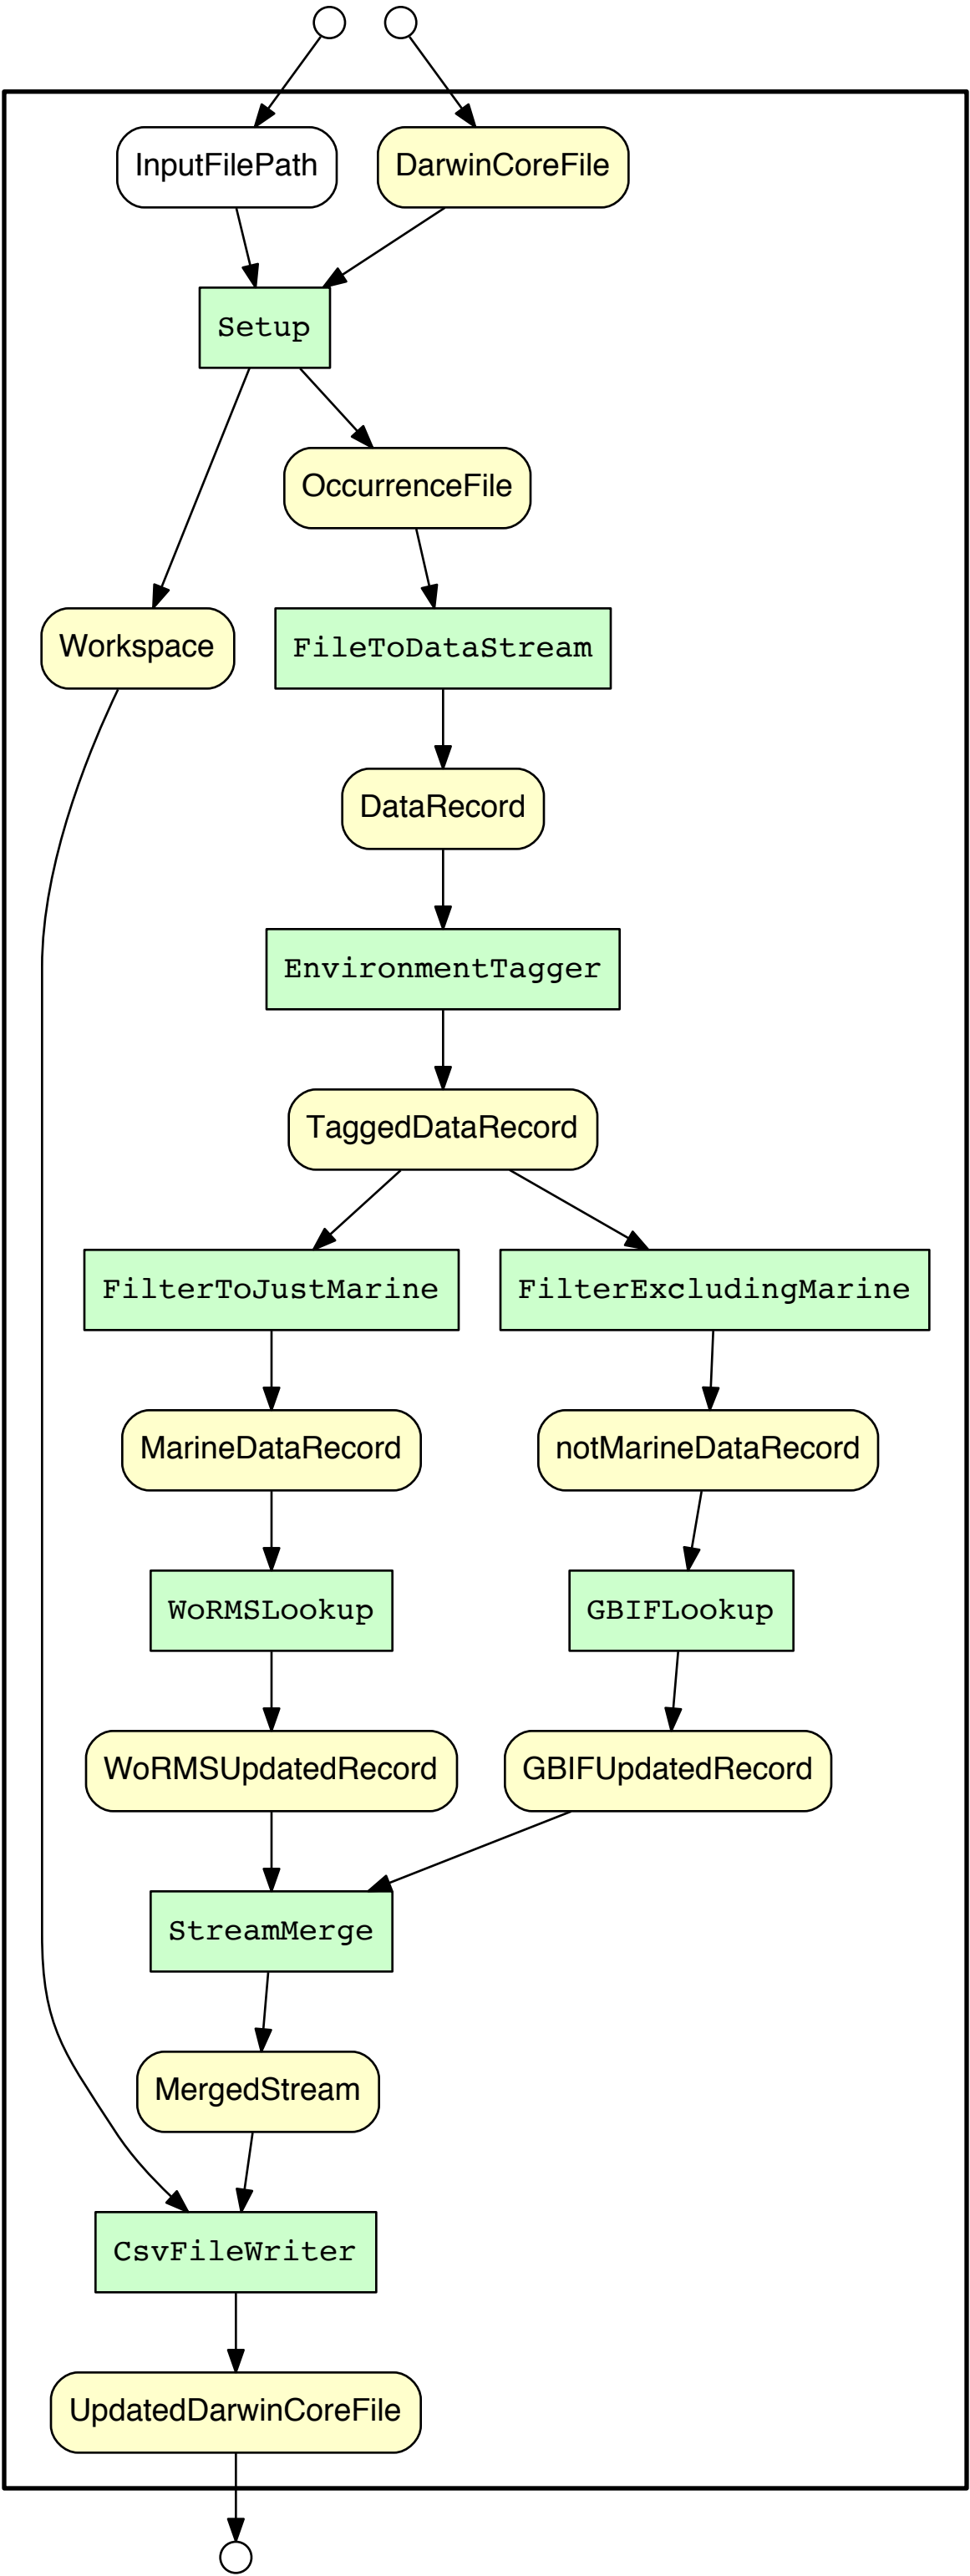 InputFilePath
DarwinCoreFile
Setup
OccurrenceFile
Workspace
FileToDataStream
DataRecord
EnvironmentTagger
TaggedDataRecord
FilterToJustMarine
FilterExcludingMarine
MarineDataRecord
notMarineDataRecord
WoRMSLookup
GBIFLookup
WoRMSUpdatedRecord
GBIFUpdatedRecord
StreamMerge
MergedStream
CsvFileWriter
UpdatedDarwinCoreFile